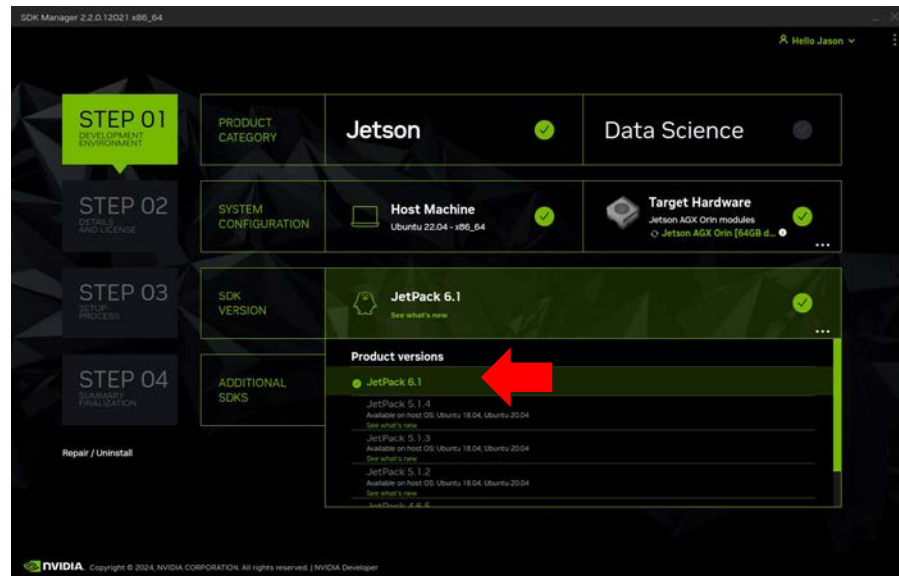 SDK Manager 2.2.0.12021 x86_64
Hello Jason
STEP 01
DEVELOPMENT
ENVIRONMENT
PRODUCT
CATEGORY
Jetson
Data Science
STEP 02
DETAILS
AND LICENSE
SYSTEM
CONFIGURATION
Host Machine
Ubuntu 22.04 - x86_64
Target Hardware
Jetson AGX Orin modules
Jetson AGX Orin [64GB d...
STEP 03
SETUP
PROCESS
SDK
VERSION
JetPack 6.1
See what's new
Product versions
JetPack 6.1
STEP 04
SUMMARY
FINALIZATION
ADDITIONAL
SDKS
JetPack 5.1.4
Available on host OS: Ubuntu 18.04, Ubuntu 20.04
See what's new
JetPack 5.1.3
Available on host OS: Ubuntu 18.04, Ubuntu 20.04
See what's new
JetPack 5.1.2
Available on host OS: Ubuntu 18.04, Ubuntu 20.04
See what's new
JetPack 4.6.5
Repair / Uninstall
NVIDIA. Copyright © 2024, NVIDIA CORPORATION. All rights reserved. | NVIDIA Developer